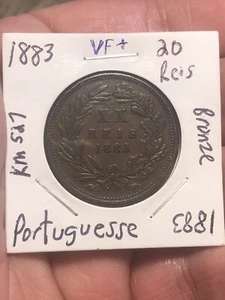 1883
VF+
20
Reis
XX
REIS
1883
KM 527
Bronze
Portuguesse
1883